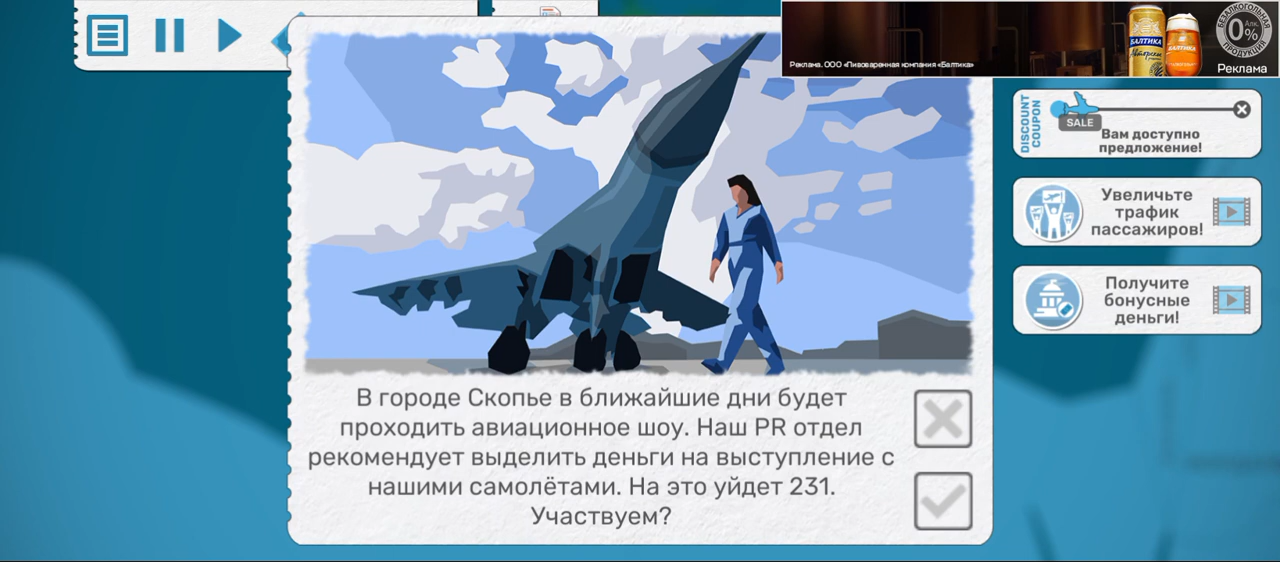 БЕЗАЛКОГОЛЬНАЯ
0% Алк.
ПРОДУКЦИЯ
БАЛТИКА
БАЛТИКА
Реклама. ООО «Пивоваренная компания «Балтика»
Реклама
DISCOUNT
COUPON
SALE
Вам доступно
предложение!
Увеличьте
трафик
пассажиров!
Получите
бонусные
деньги!
В городе Скопье в ближайшие дни будет
проходить авиационное шоу. Наш PR отдел
рекомендует выделить деньги на выступление с
нашими самолётами. На это уйдет 231.
Участвуем?